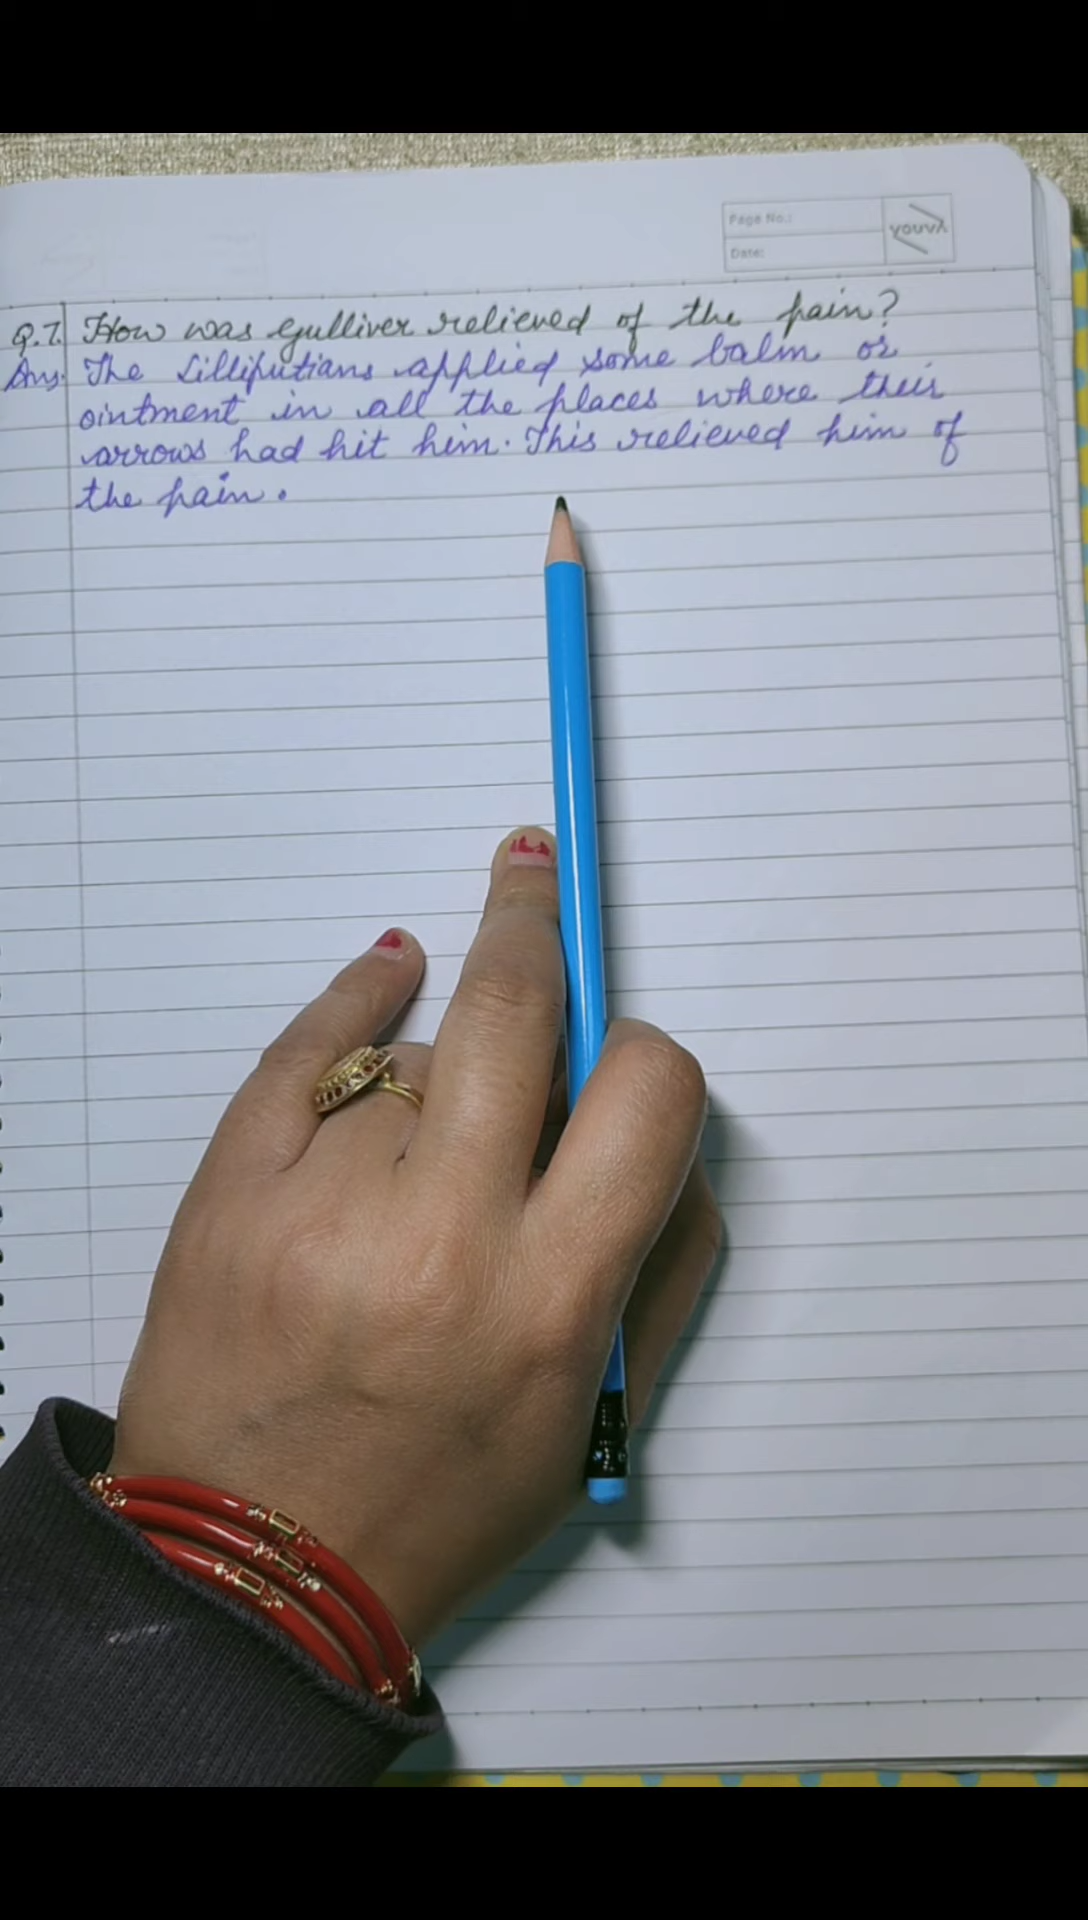 Page No.:
Date:
YOUVA
Q.7. How was Gulliver relieved of the pain?
Ans. The Lilliputians applied some balm or
ointment in all the places where their
arrows had hit him. This relieved him of
the pain.